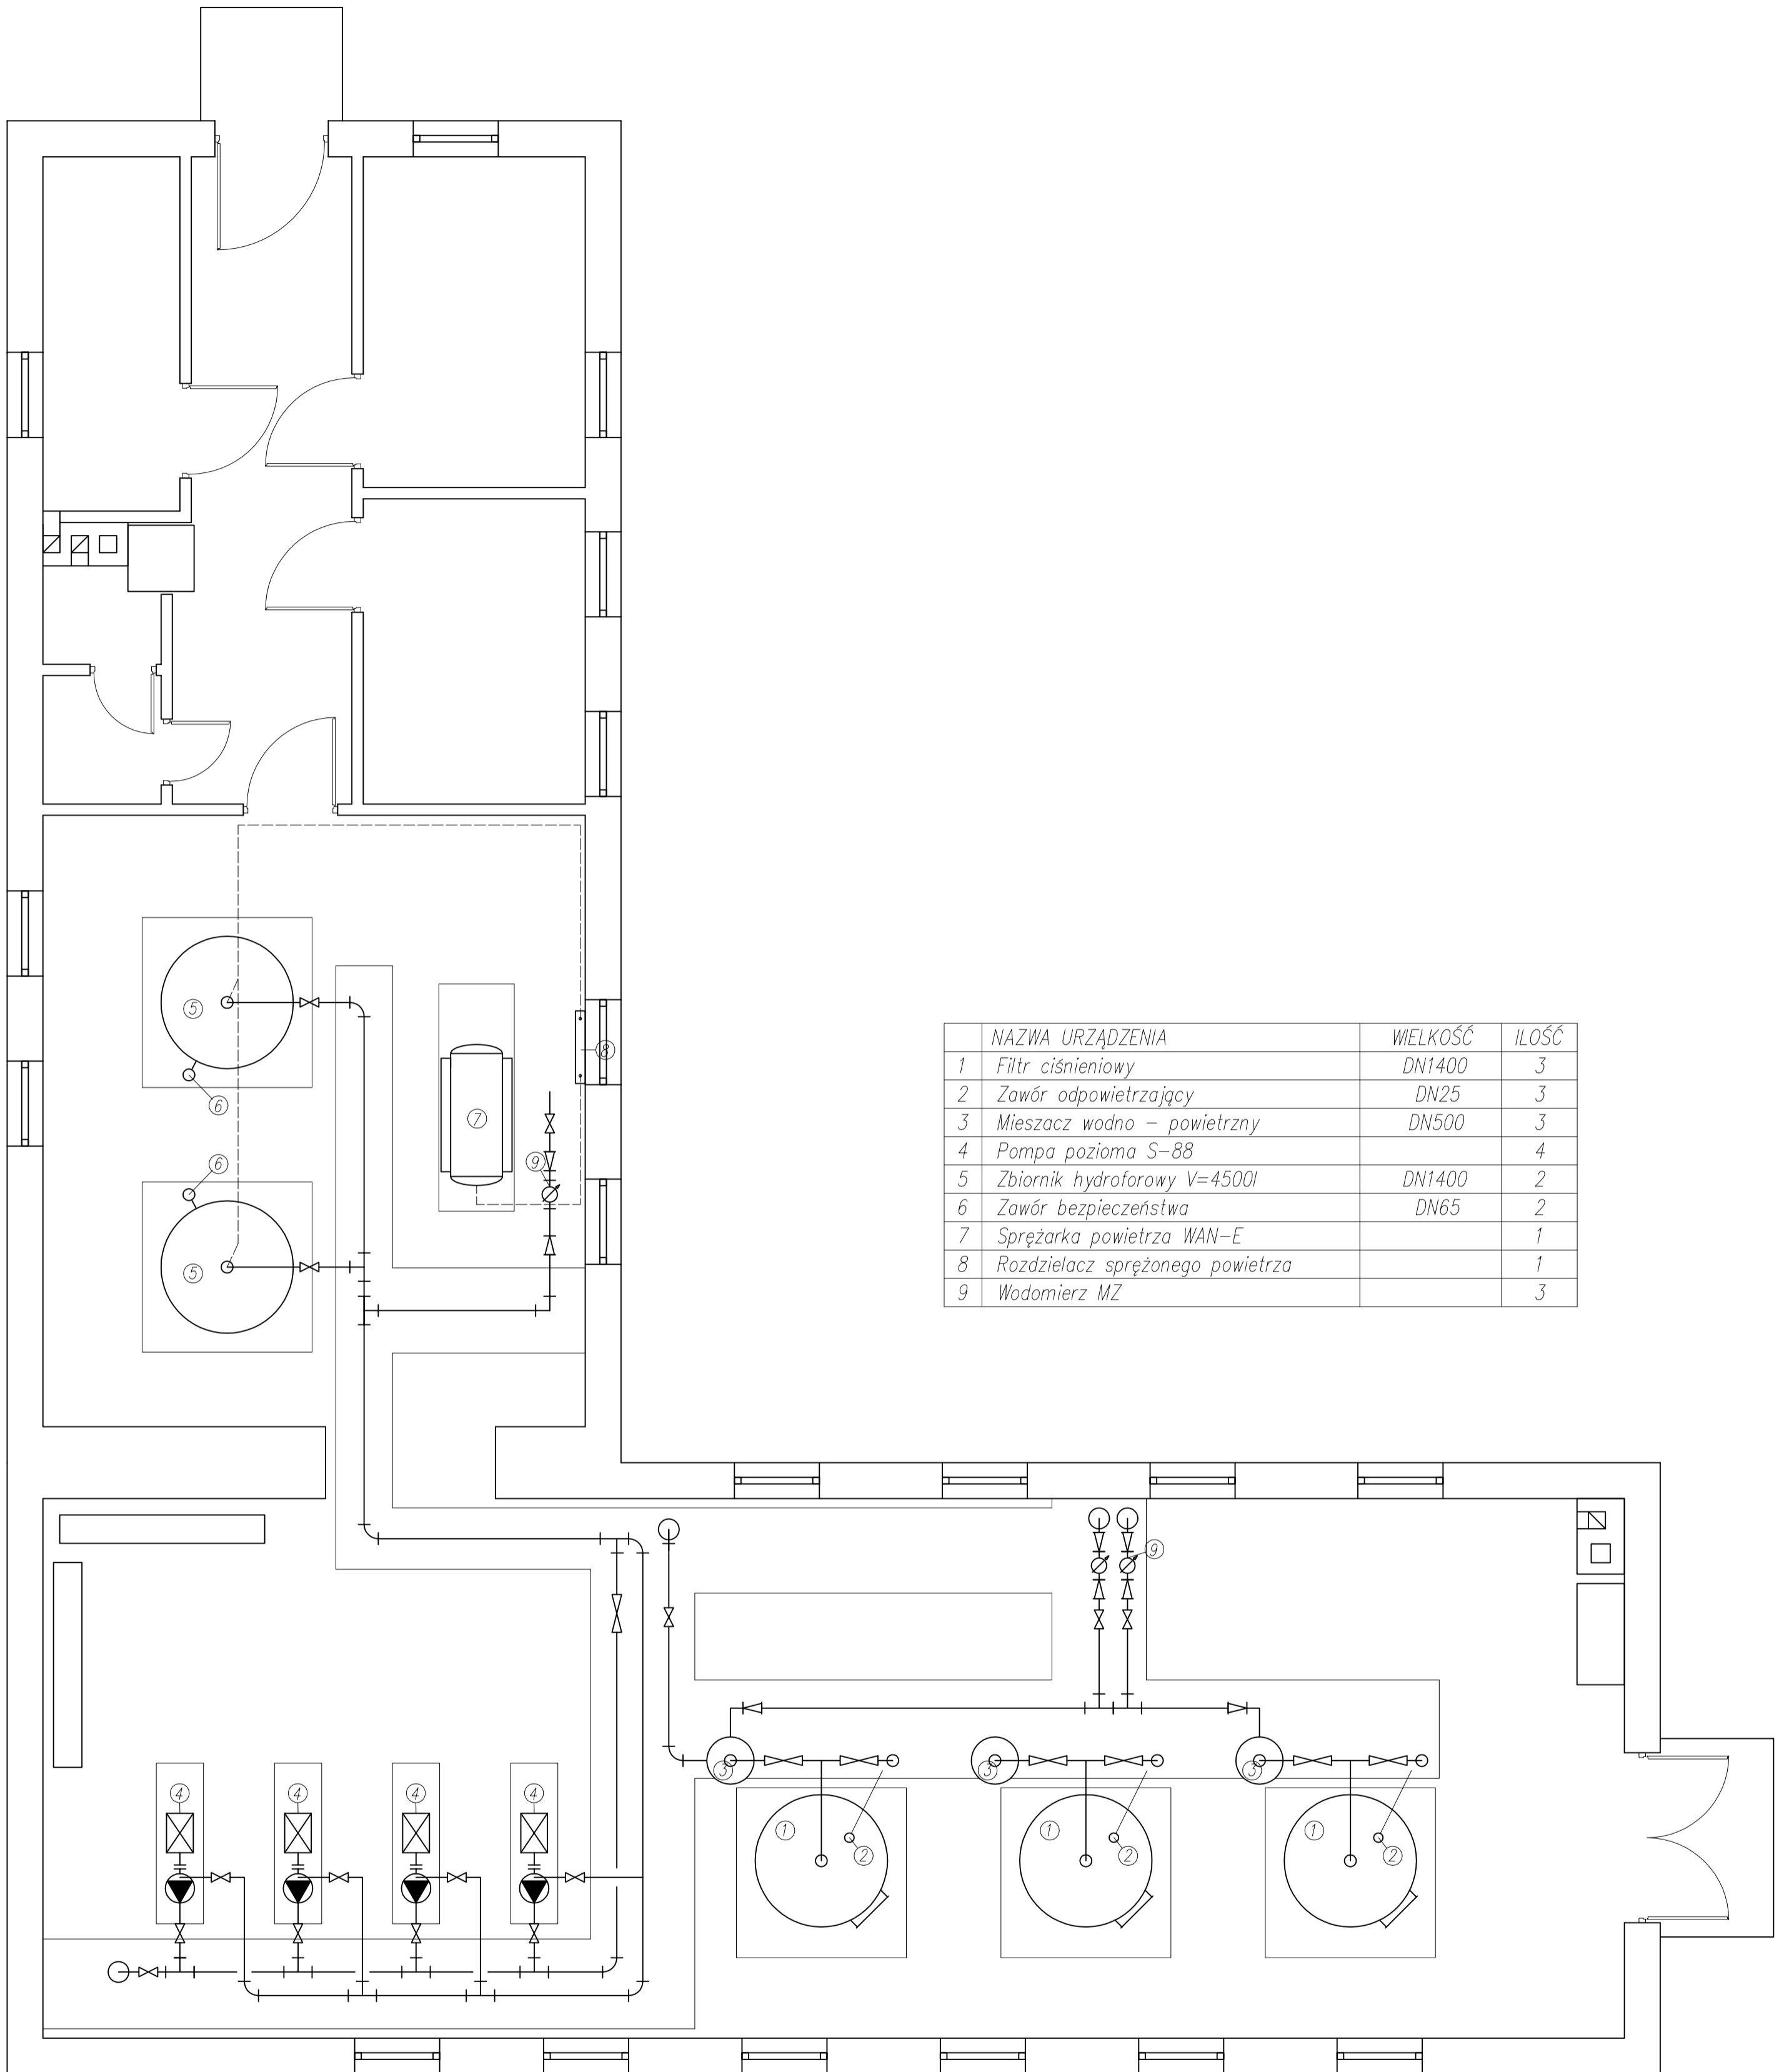 NAZWA URZĄDZENIA WIELKOŚĆ ILOŚĆ
5
8
1 Filtr ciśnieniowy DN1400 3
2 Zawór odpowietrzający DN25 3
6
7
3 Mieszacz wodno - powietrzny DN500 3
4 Pompa pozioma S-88 4
6
9
5 Zbiornik hydroforowy V=4500l DN1400 2
6 Zawór bezpieczeństwa DN65 2
7 Sprężarka powietrza WAN-E 1
8 Rozdzielacz sprężonego powietrza 1
5
9 Wodomierz MZ 3
9
3 3 3
4 4 4 4
1 1 1
2 2 2